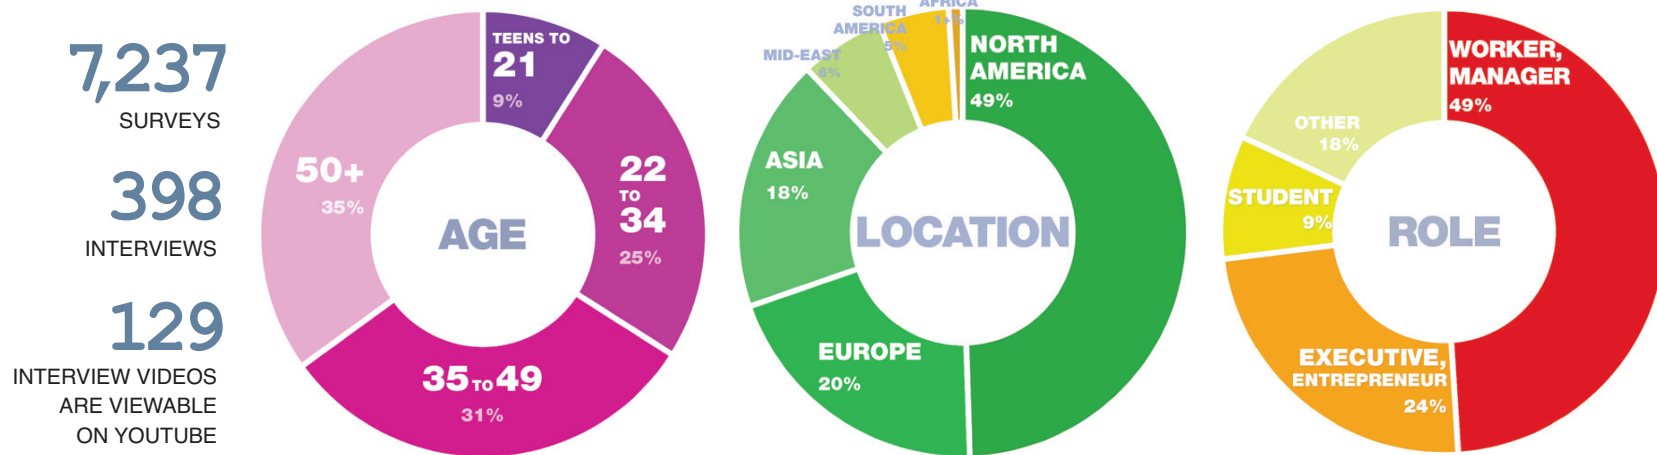 7,237
SURVEYS
398
INTERVIEWS
129
INTERVIEW VIDEOS
ARE VIEWABLE
ON YOUTUBE
AGE
TEENS TO
21
9%
22
TO
34
25%
35 TO 49
31%
50+
35%
LOCATION
NORTH
AMERICA
49%
EUROPE
20%
ASIA
18%
MID-EAST
6%
SOUTH
AMERICA
5%
AFRICA
1+%
ROLE
WORKER,
MANAGER
49%
EXECUTIVE,
ENTREPRENEUR
24%
STUDENT
9%
OTHER
18%